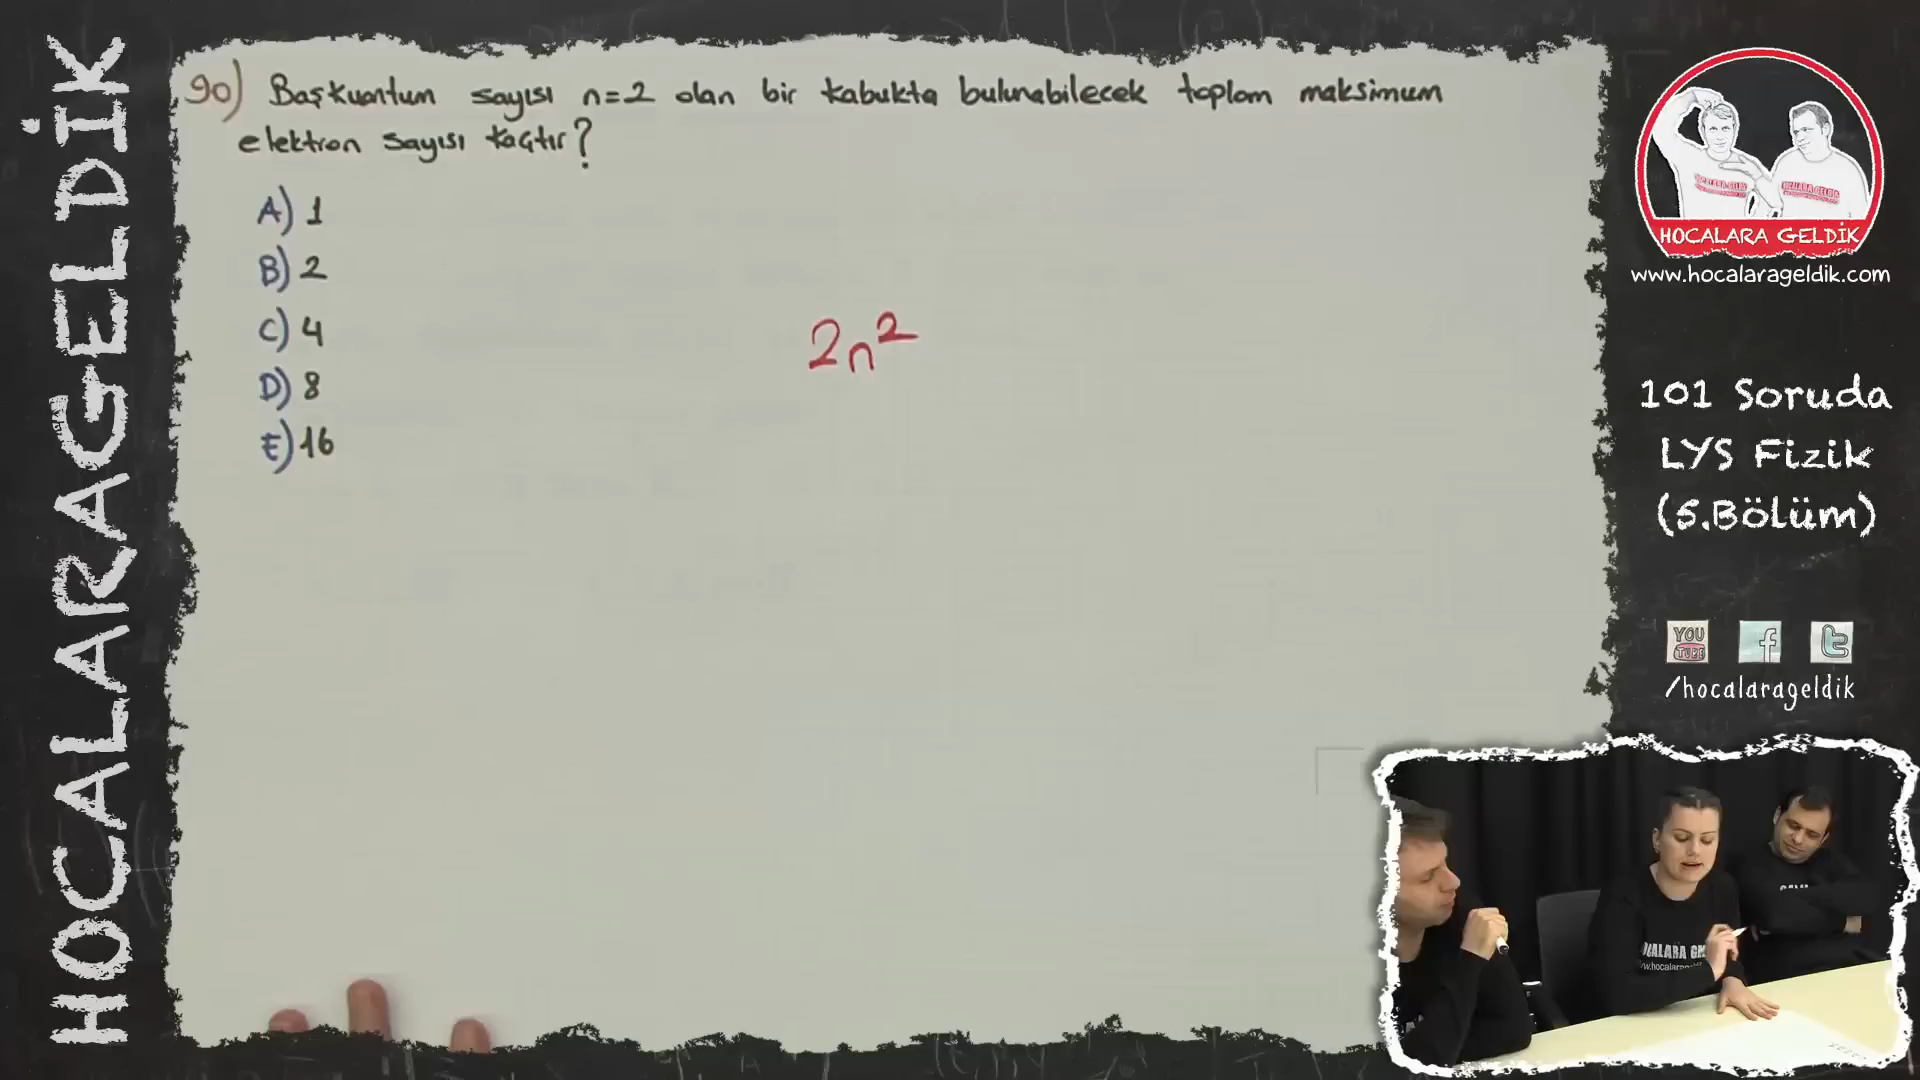 HOCALARAGELDİK
90) Başkuantum sayısı n=2 olan bir kabukta bulunabilecek toplam maksimum
elektron sayısı kaçtır?
A) 1
B) 2
C) 4
D) 8
E) 16
2n²
HOCALARA GELDİK
www.hocalarageldik.com
101 Soruda
LYS Fizik
(5.Bölüm)
YOU
TUBE
f
t
/hocalarageldik